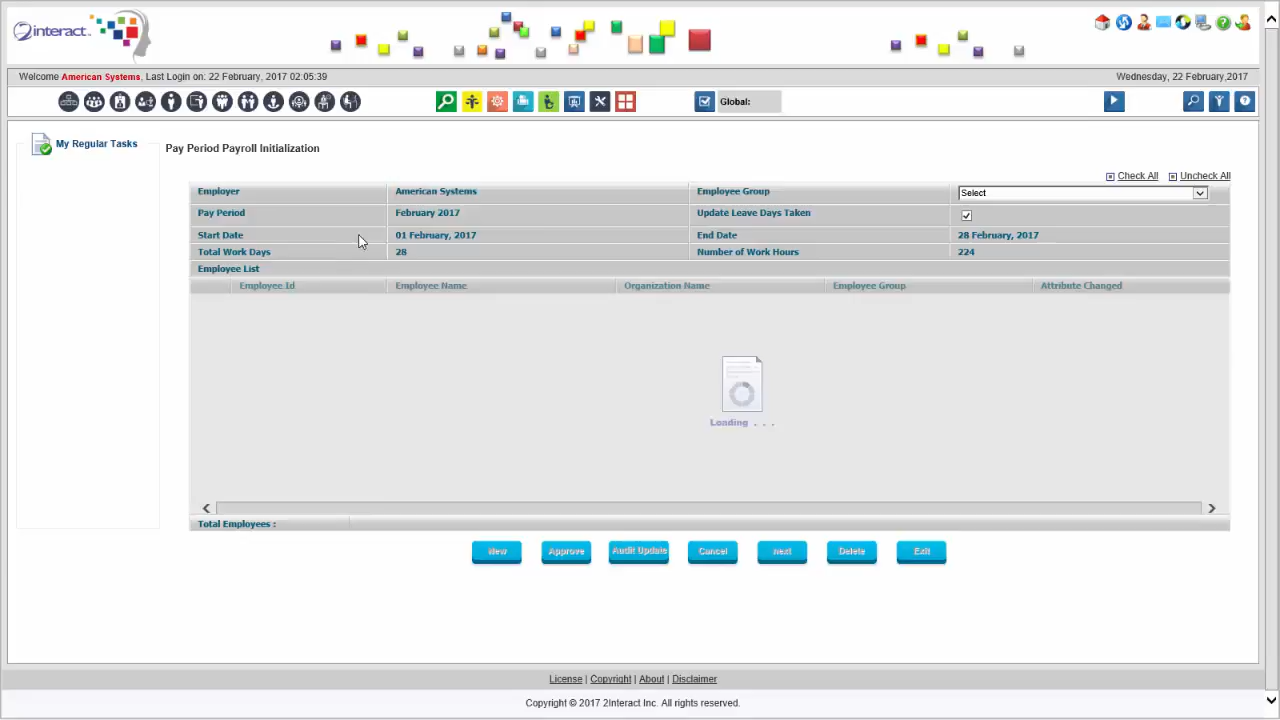 2interact
Welcome American Systems, Last Login on: 22 February, 2017 02:05:39
Wednesday, 22 February,2017
Global:
My Regular Tasks
Pay Period Payroll Initialization
Check All
Uncheck All
Employer American Systems Employee Group Select
Pay Period February 2017 Update Leave Days Taken
Start Date 01 February, 2017 End Date 28 February, 2017
Total Work Days 28 Number of Work Hours 224
Employee List
Employee Id Employee Name Organization Name Employee Group Attribute Changed
Loading . . .
Total Employees :
New Approve Audit Update Cancel next Delete Exit
License | Copyright | About | Disclaimer
Copyright © 2017 2Interact Inc. All rights reserved.